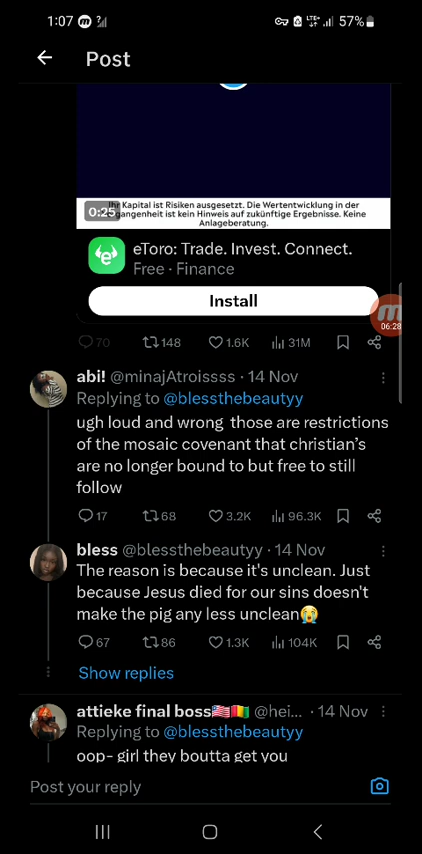 1:07
57%
Post
0:25
Ihr Kapital ist Risiken ausgesetzt. Die Wertentwicklung in der
gangenheit ist kein Hinweis auf zukünftige Ergebnisse. Keine
Anlageberatung.
eToro: Trade. Invest. Connect.
Free · Finance
Install
06:28
70 148 1.6K 31M
abi! @minajAtroissss · 14 Nov
Replying to @blessthebeautyy
ugh loud and wrong those are restrictions
of the mosaic covenant that christian’s
are no longer bound to but free to still
follow
17 68 3.2K 96.3K
bless @blessthebeautyy · 14 Nov
The reason is because it's unclean. Just
because Jesus died for our sins doesn't
make the pig any less unclean😭
67 86 1.3K 104K
Show replies
attieke final boss🇺🇸🇬🇳 @hei... · 14 Nov
Replying to @blessthebeautyy
oop- girl they boutta get you
Post your reply